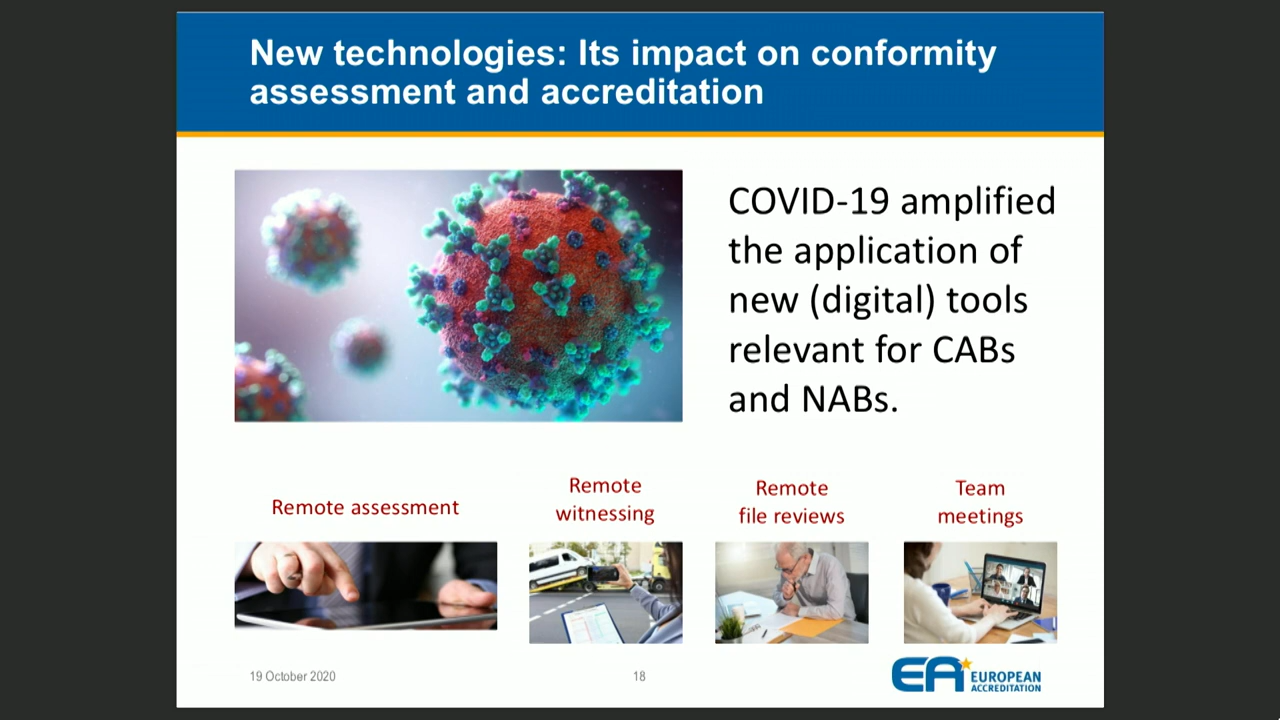 New technologies: Its impact on conformity
assessment and accreditation
COVID-19 amplified
the application of
new (digital) tools
relevant for CABs
and NABs.
Remote assessment
Remote
witnessing
Remote
file reviews
Team
meetings
19 October 2020
18
EA
EUROPEAN
ACCREDITATION